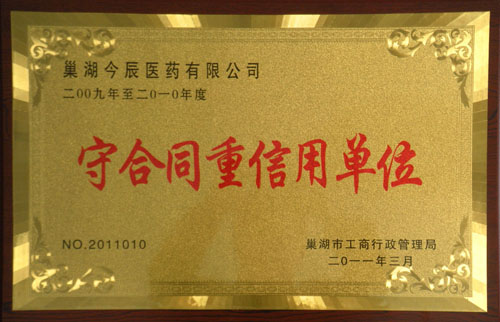 巢湖今辰医药有限公司
二00九年至二0一0年度
守合同重信用单位
NO.2011010
巢湖市工商行政管理局
二0一一年三月